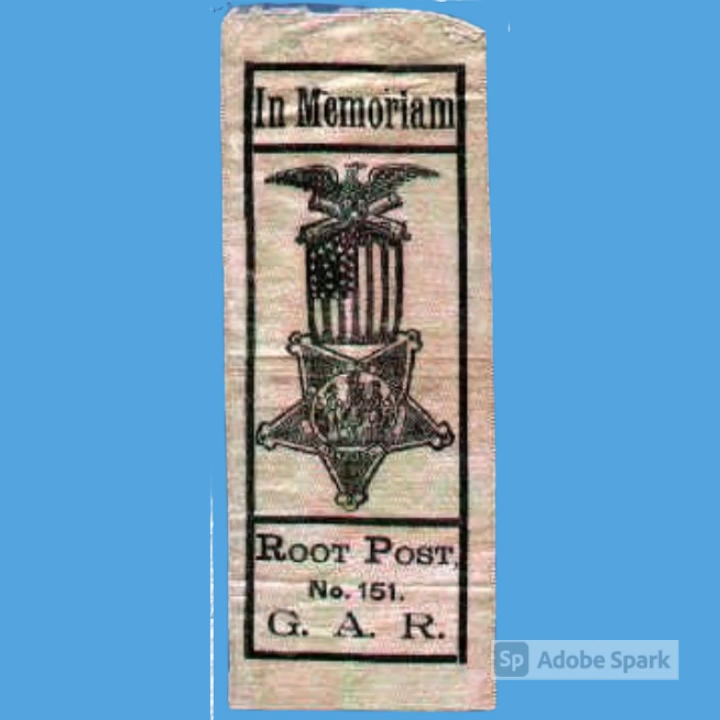 In Memoriam
ROOT POST,
No. 151.
G. A. R.
Sp Adobe Spark